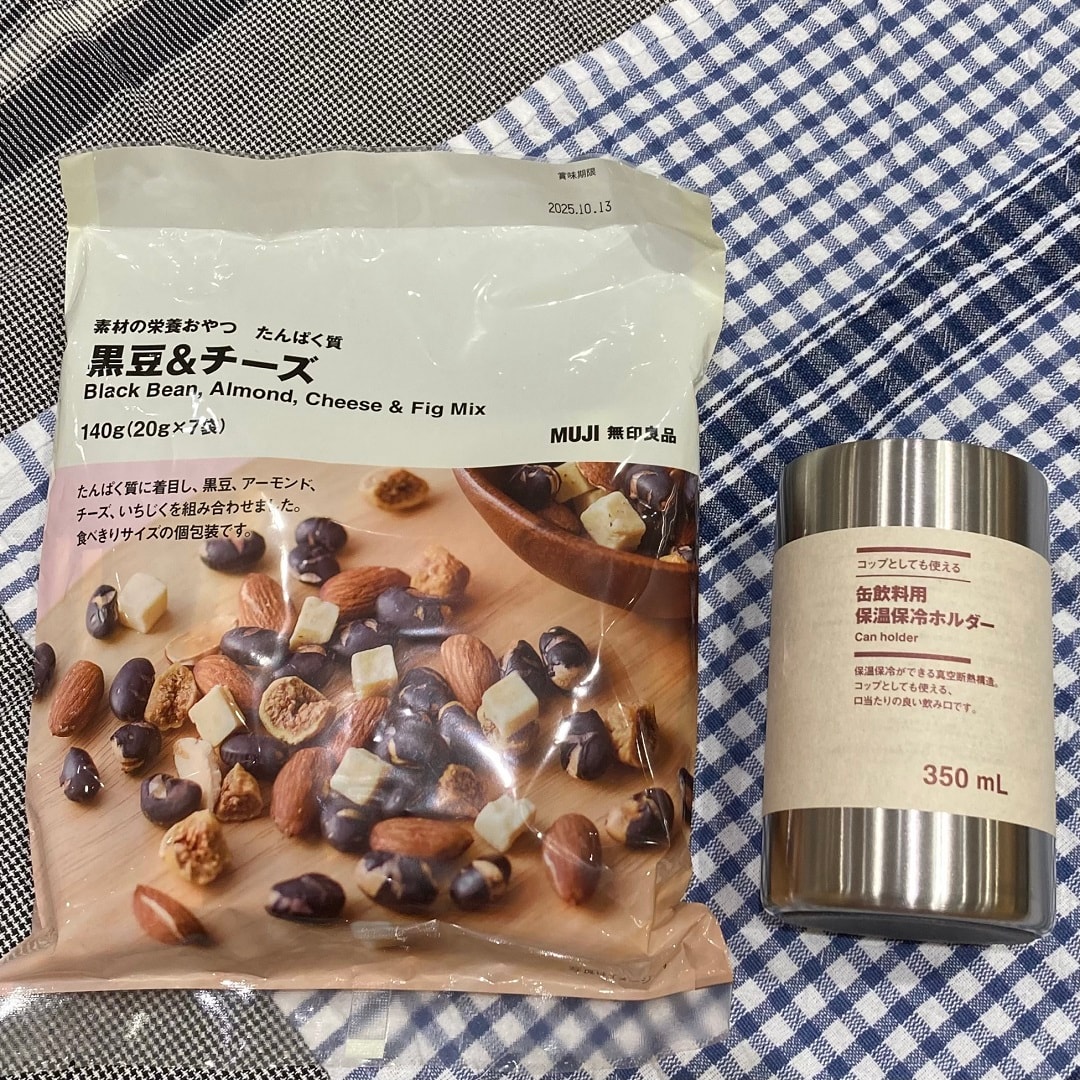 賞味期限
2025.10.13
素材の栄養おやつ たんぱく質
黒豆&チーズ
Black Bean, Almond, Cheese & Fig Mix
140g(20g×7袋)
MUJI 無印良品
たんぱく質に着目し、黒豆、アーモンド、
チーズ、いちじくを組み合わせました。
食べきりサイズの個包装です。
コップとしても使える
缶飲料用
保温保冷ホルダー
Can holder
保温保冷ができる真空断熱構造。
コップとしても使える、
口当たりの良い飲み口です。
350 mL